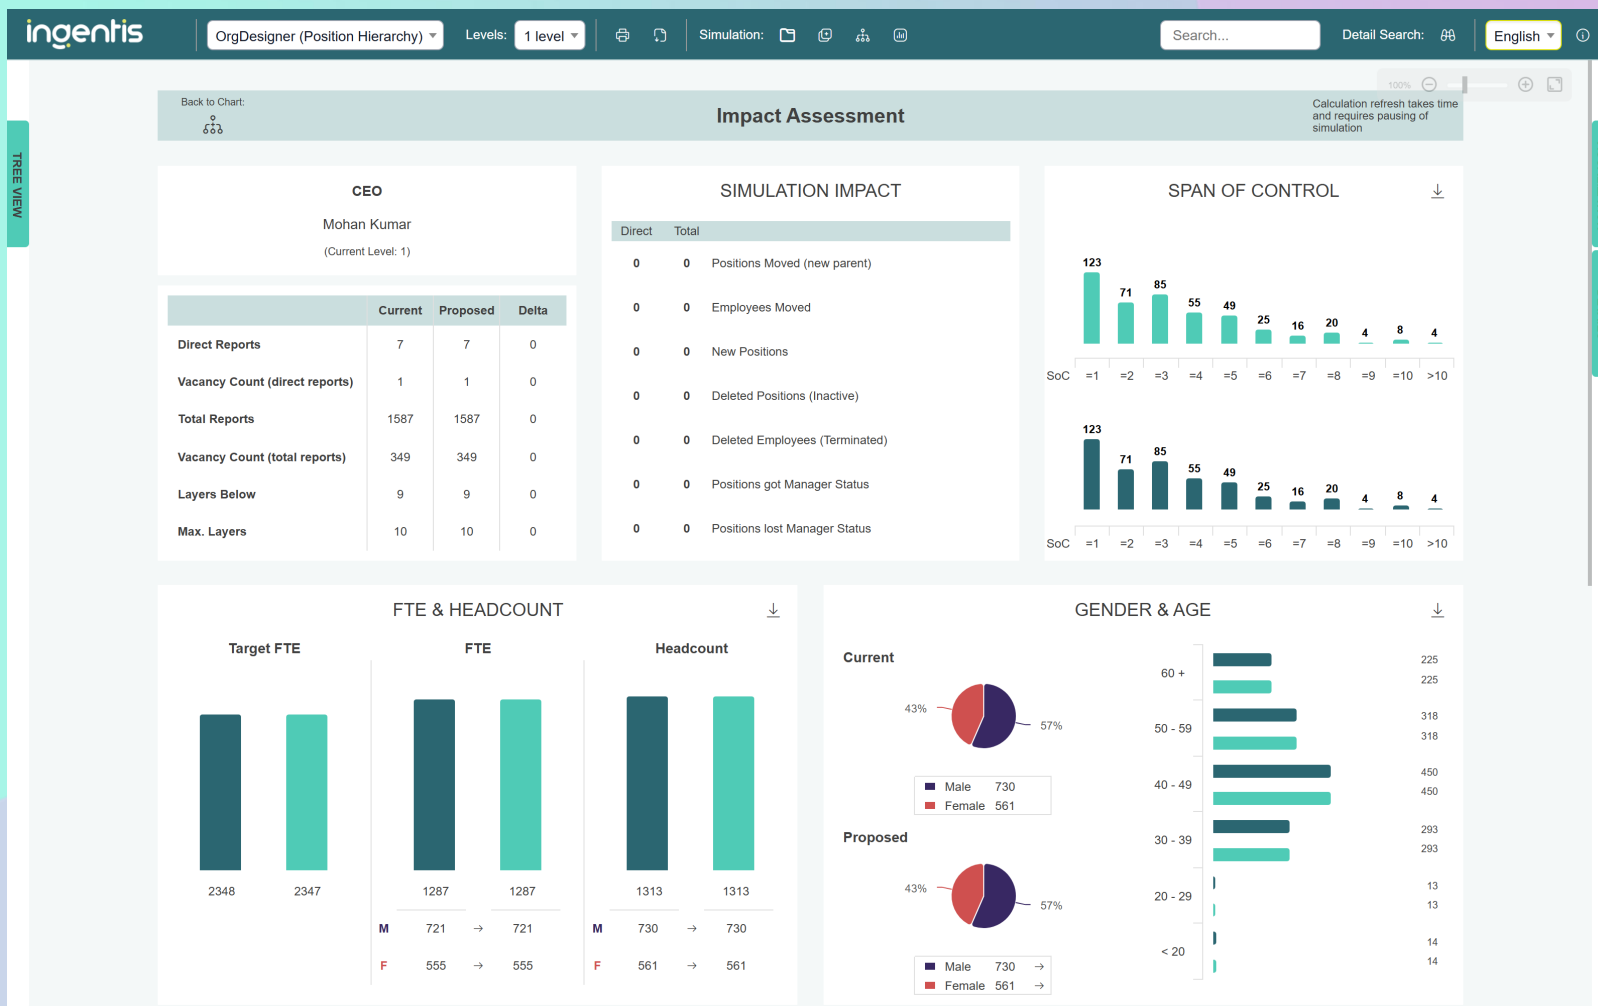 ingentis
OrgDesigner (Position Hierarchy)
Levels:
1 level
Simulation:
Search...
Detail Search:
English
100%
TREE VIEW
Back to Chart:
Impact Assessment
Calculation refresh takes time
and requires pausing of
simulation
CEO
Mohan Kumar
(Current Level: 1)
Current Proposed Delta
Direct Reports 7 7 0
Vacancy Count (direct reports) 1 1 0
Total Reports 1587 1587 0
Vacancy Count (total reports) 349 349 0
Layers Below 9 9 0
Max. Layers 10 10 0
SIMULATION IMPACT
Direct Total
0 0 Positions Moved (new parent)
0 0 Employees Moved
0 0 New Positions
0 0 Deleted Positions (Inactive)
0 0 Deleted Employees (Terminated)
0 0 Positions got Manager Status
0 0 Positions lost Manager Status
SPAN OF CONTROL
123 71 85 55 49 25 16 20 4 8 4
SoC =1 =2 =3 =4 =5 =6 =7 =8 =9 =10 >10
123 71 85 55 49 25 16 20 4 8 4
SoC =1 =2 =3 =4 =5 =6 =7 =8 =9 =10 >10
FTE & HEADCOUNT
Target FTE FTE Headcount
2348 2347 1287 1287 1313 1313
M 721 → 721 M 730 → 730
F 555 → 555 F 561 → 561
GENDER & AGE
Current
43%
57%
Male 730
Female 561
Proposed
43%
57%
Male 730 →
Female 561 →
60 + 225
225
50 - 59 318
318
40 - 49 450
450
30 - 39 293
293
20 - 29 13
13
< 20 14
14